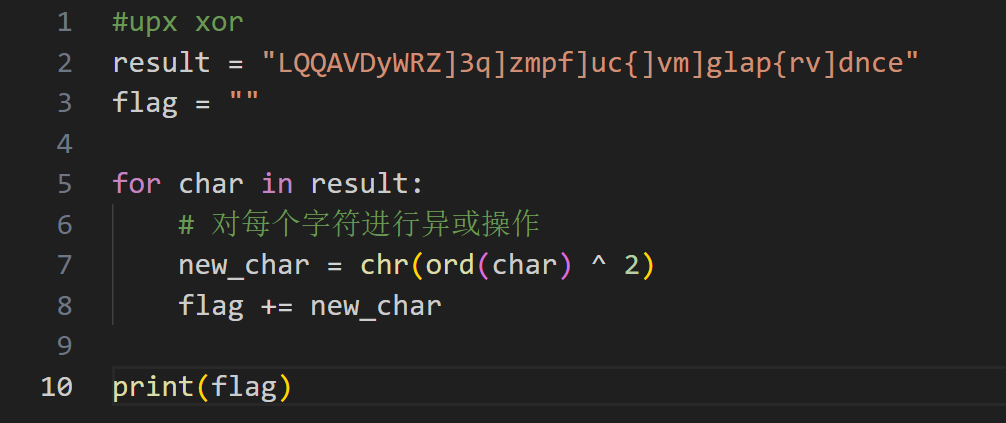 1 #upx xor
2 result = "LQQAVDyWRZ]3q]zmpf]uc{]vm]glap{rv]dnce"
3 flag = ""
4
5 for char in result:
6     # 对每个字符进行异或操作
7     new_char = chr(ord(char) ^ 2)
8     flag += new_char
9
10 print(flag)